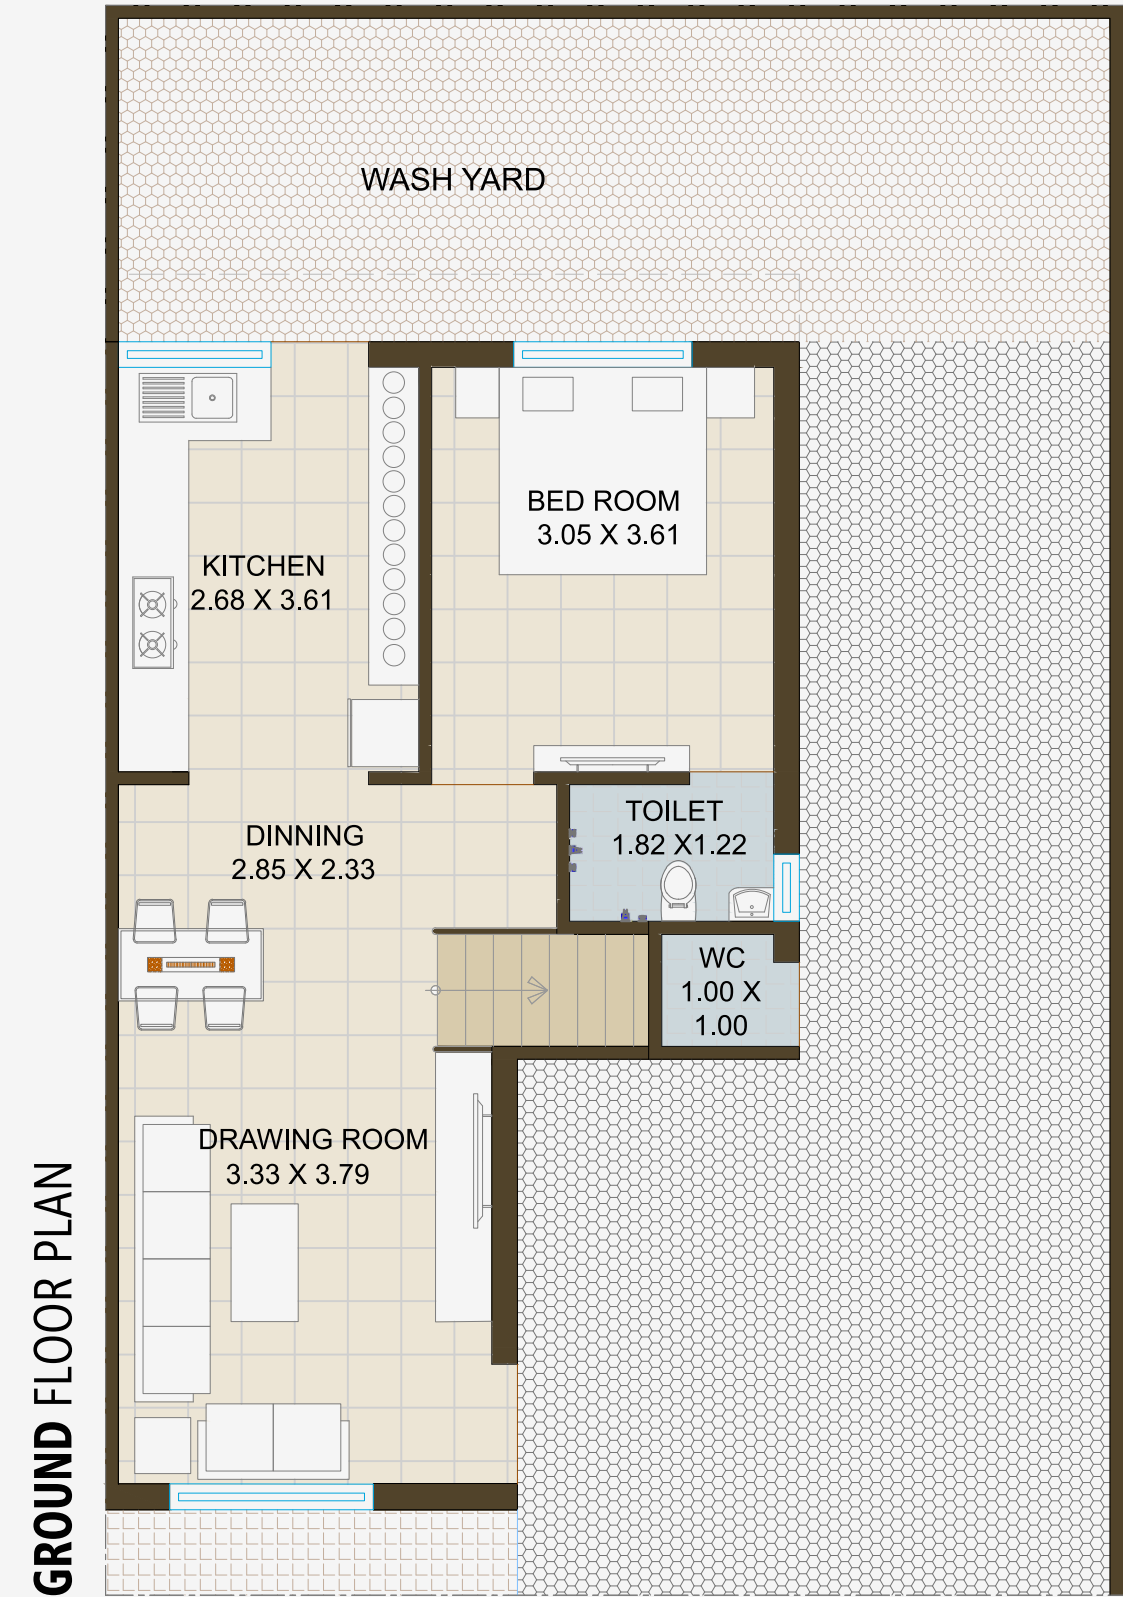 WASH YARD
BED ROOM
3.05 X 3.61
KITCHEN
2.68 X 3.61
TOILET
1.82 X1.22
DINNING
2.85 X 2.33
WC
1.00 X
1.00
DRAWING ROOM
3.33 X 3.79
GROUND FLOOR PLAN